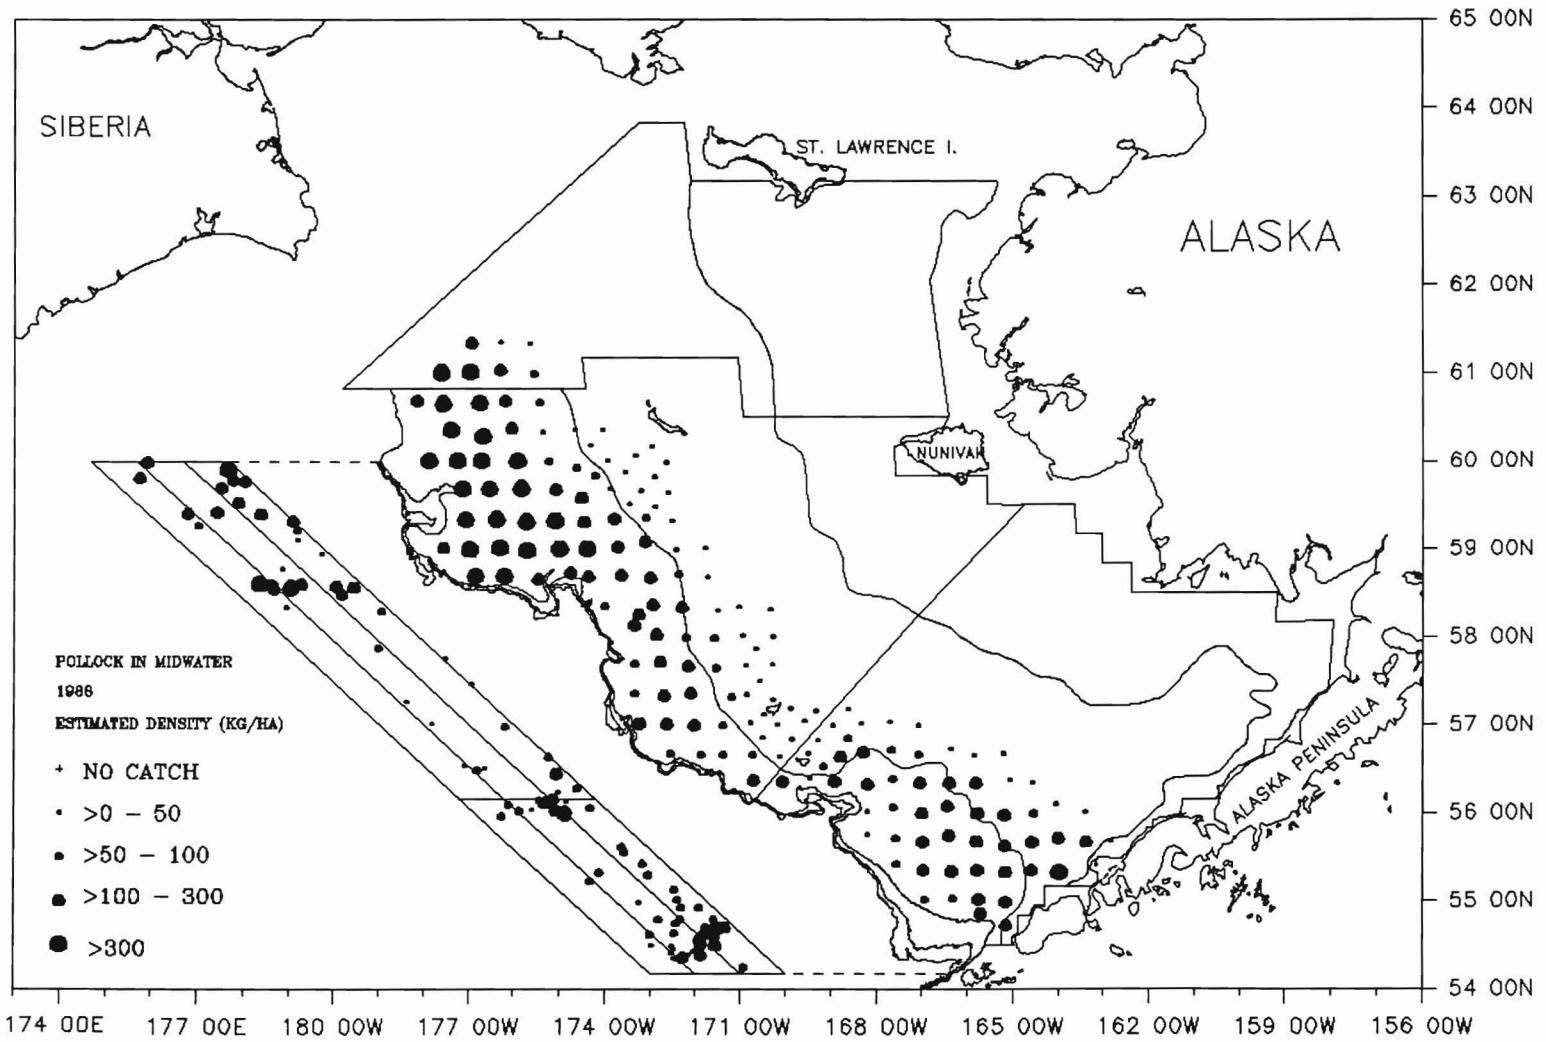 SIBERIA
ST. LAWRENCE I.
ALASKA
NUNIVAK
ALASKA PENINSULA
POLLOCK IN MIDWATER
1988
ESTIMATED DENSITY (KG/HA)
+ NO CATCH
>0 – 50
>50 – 100
>100 – 300
>300
65 00N
64 00N
63 00N
62 00N
61 00N
60 00N
59 00N
58 00N
57 00N
56 00N
55 00N
54 00N
174 00E 177 00E 180 00W 177 00W 174 00W 171 00W 168 00W 165 00W 162 00W 159 00W 156 00W